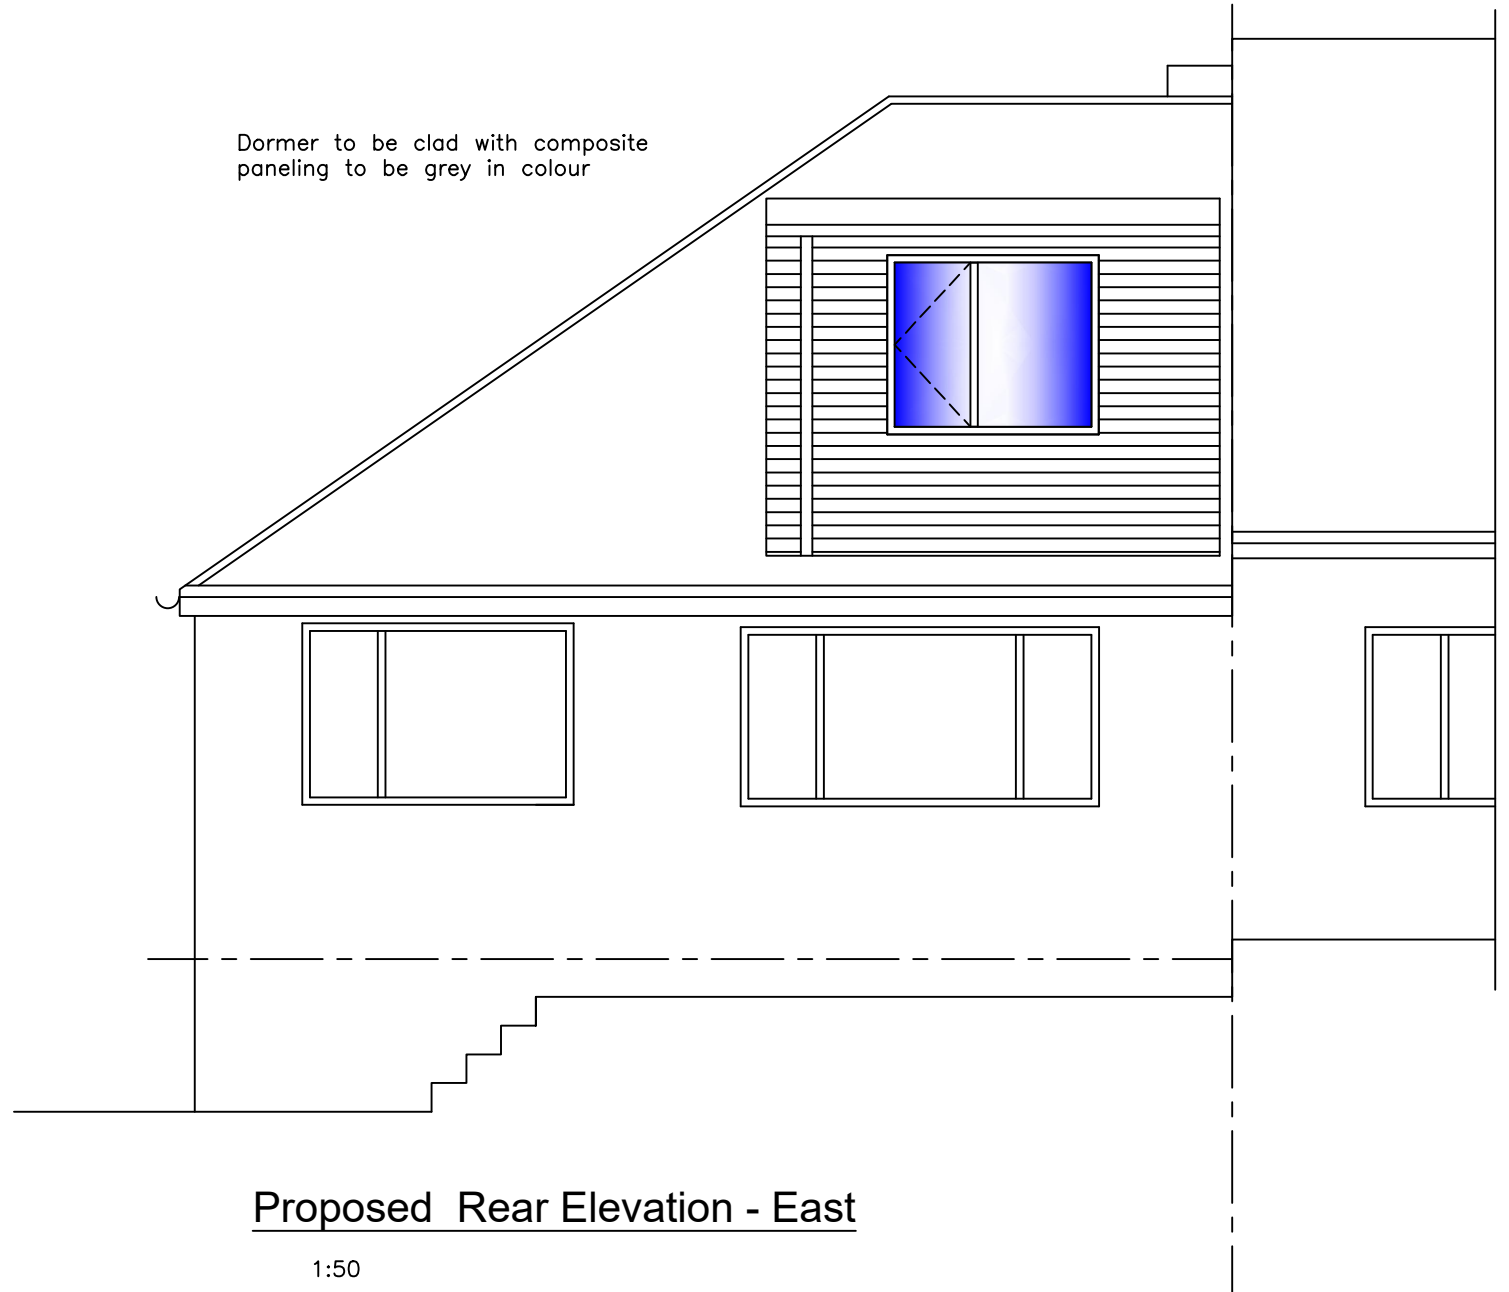 Dormer to be clad with composite
paneling to be grey in colour
Proposed  Rear Elevation - East
1:50